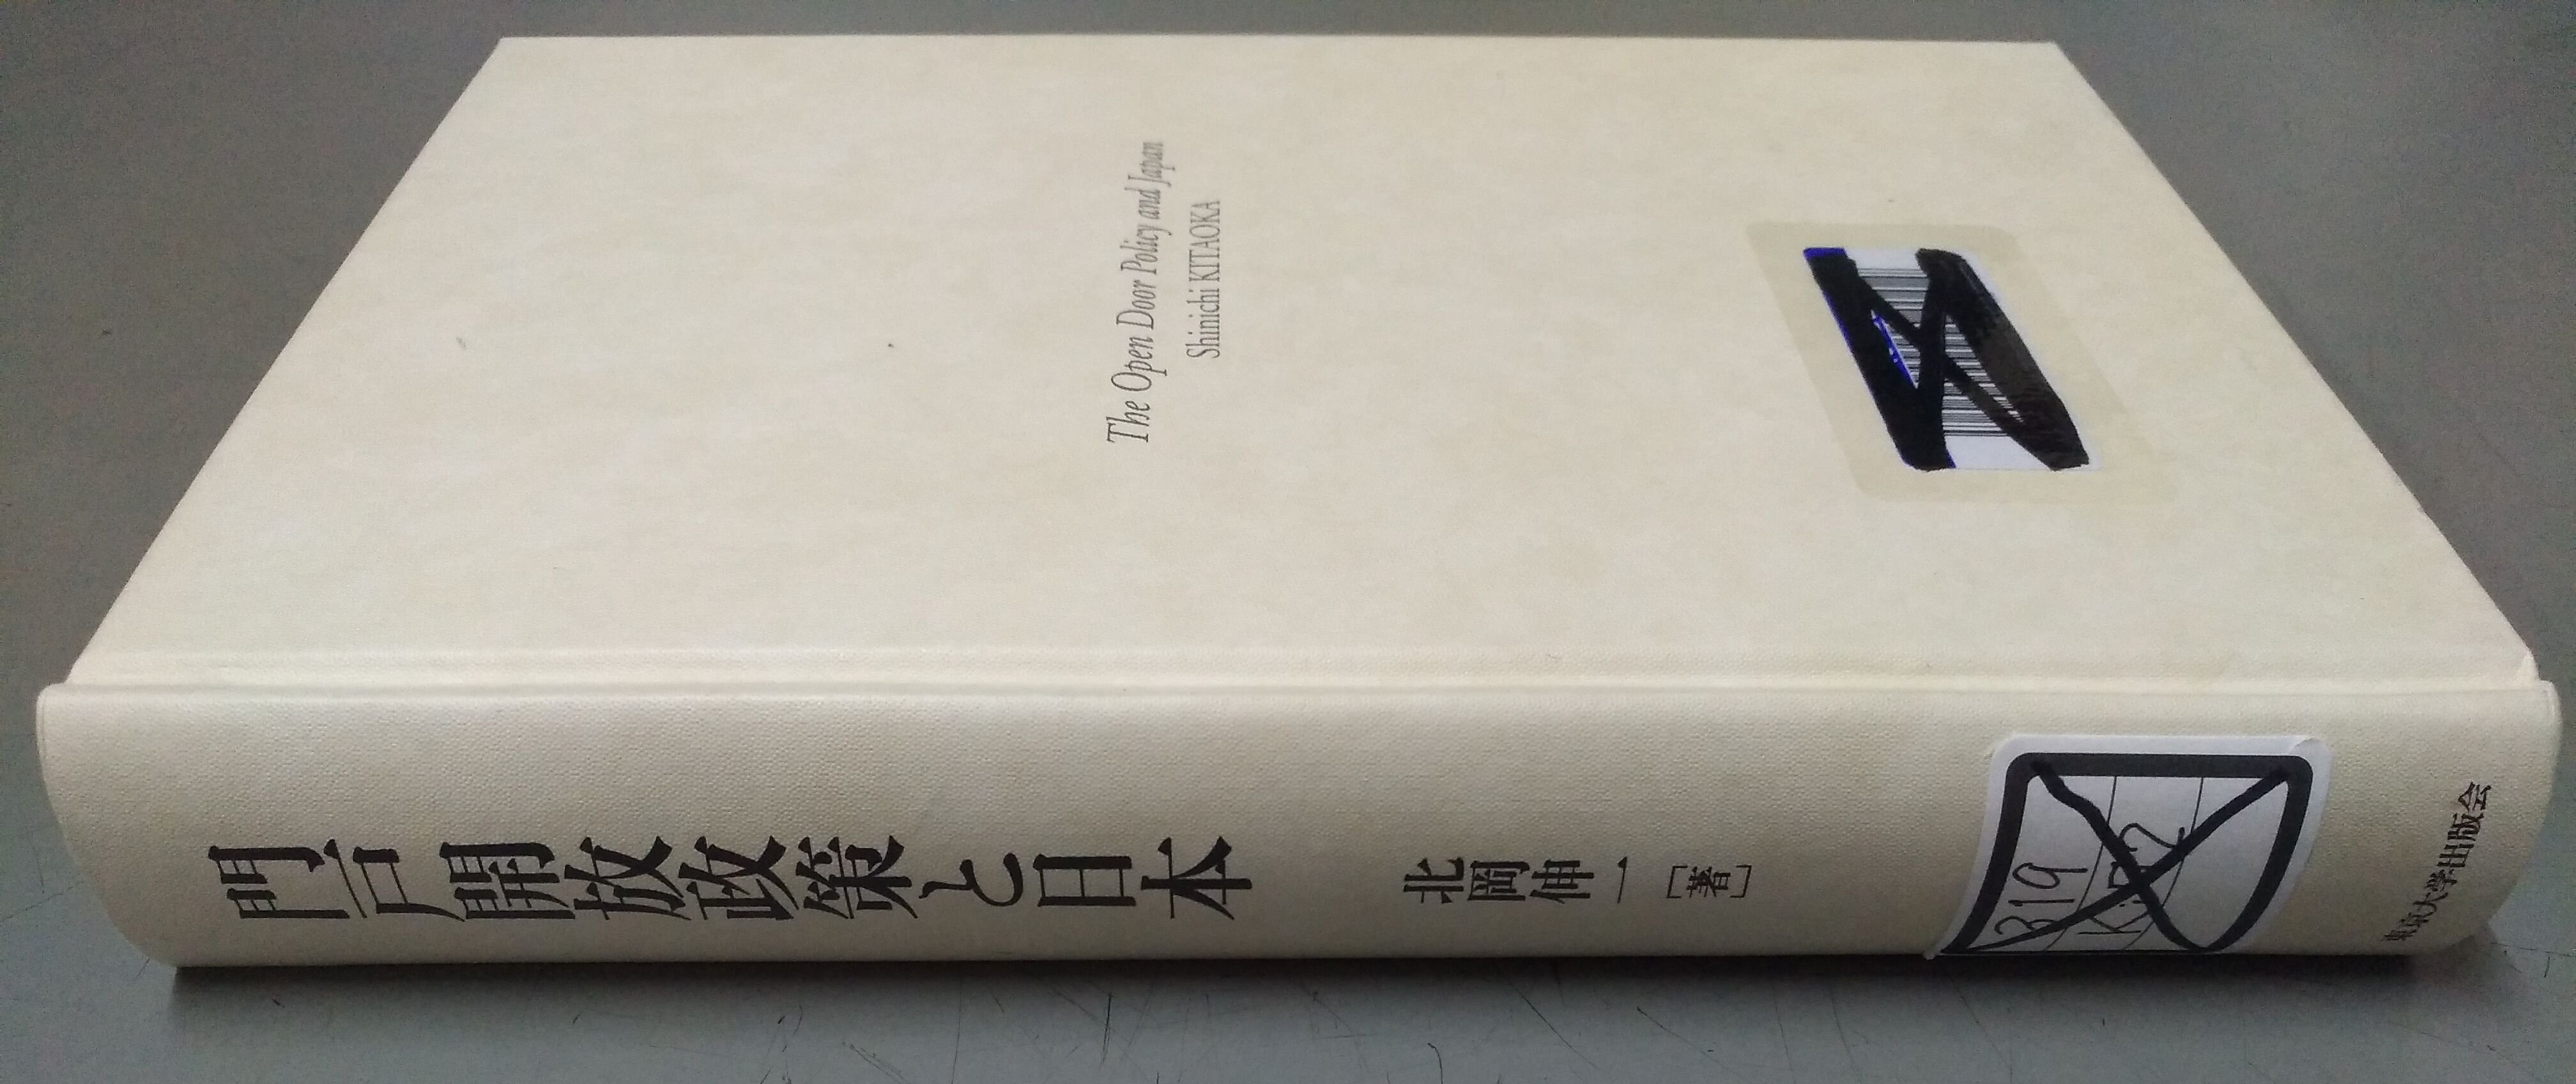 The Open Door Policy and Japan
Shinichi KITAOKA
門戸開放政策と日本
北岡伸一[著]
319
東京大学出版会